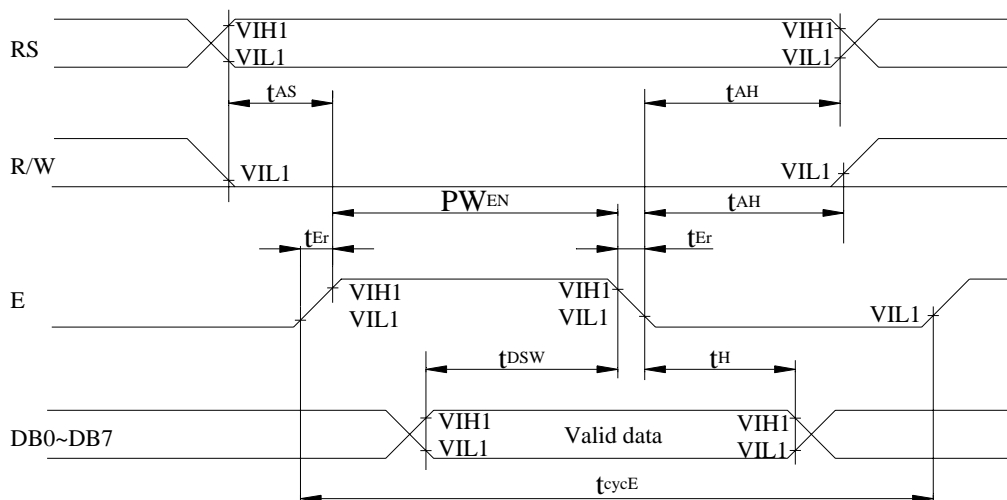 RS
VIH1
VIL1
VIH1
VIL1
tAS
tAH
R/W
VIL1
VIL1
PWEN
tAH
tEr
tEr
E
VIH1
VIL1
VIH1
VIL1
VIL1
tDSW
tH
DB0~DB7
VIH1
VIL1
Valid data
VIH1
VIL1
tcycE